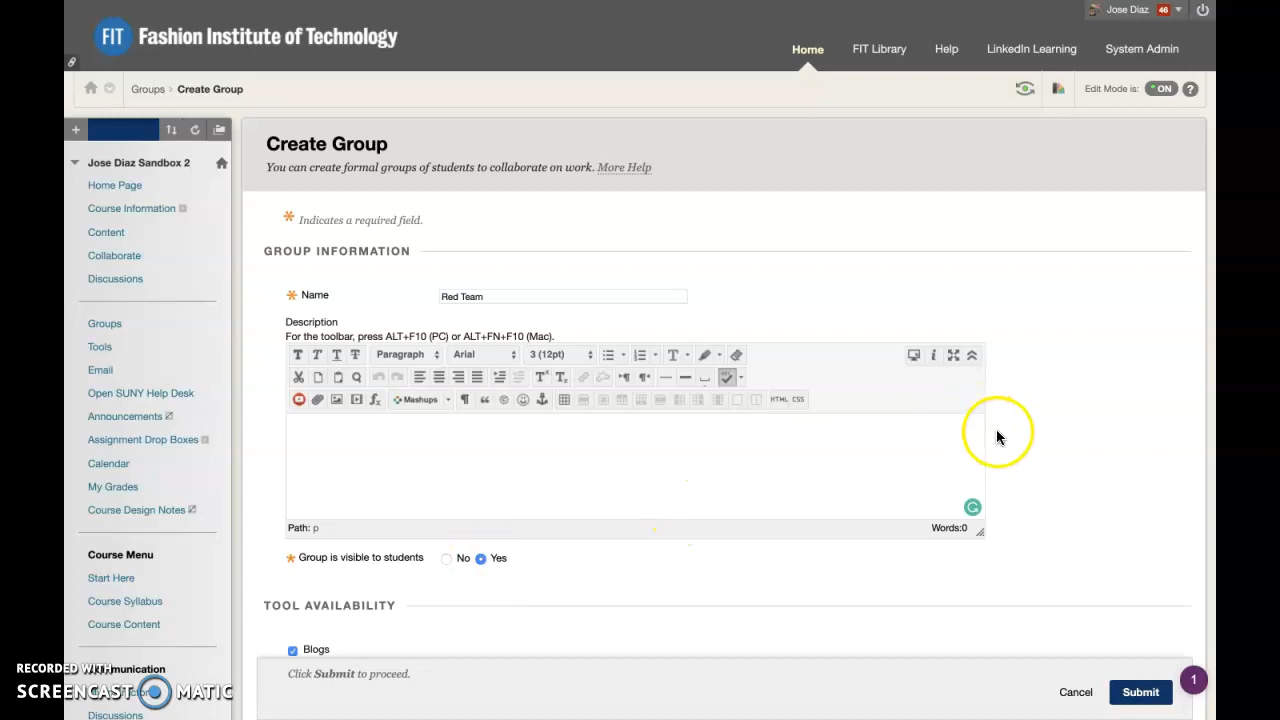 Jose Diaz 46
FIT Fashion Institute of Technology
Home FIT Library Help LinkedIn Learning System Admin
Groups Create Group Edit Mode is: ON ?
Create Group
You can create formal groups of students to collaborate on work. More Help
Indicates a required field.
GROUP INFORMATION
Name Red Team
Description
For the toolbar, press ALT+F10 (PC) or ALT+FN+F10 (Mac).
T T T T Paragraph Arial 3 (12pt) T
Mashups HTML CSS
Path: p Words:0
Group is visible to students No Yes
TOOL AVAILABILITY
Blogs
Click Submit to proceed.
Cancel Submit 1
Jose Diaz Sandbox 2
Home Page
Course Information
Content
Collaborate
Discussions
Groups
Tools
Email
Open SUNY Help Desk
Announcements
Assignment Drop Boxes
Calendar
My Grades
Course Design Notes
Course Menu
Start Here
Course Syllabus
Course Content
RECORDED WITH
SCREENCAST MATIC
Discussions